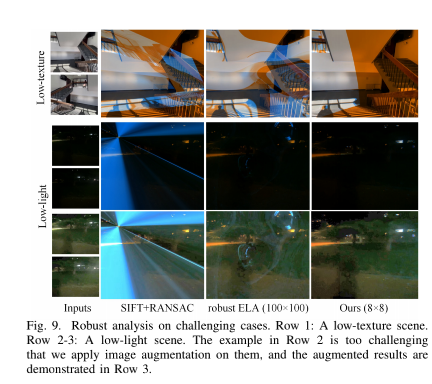 Low-texture
Low-light
Inputs SIFT+RANSAC robust ELA (100×100) Ours (8×8)
Fig. 9. Robust analysis on challenging cases. Row 1: A low-texture scene.
Row 2-3: A low-light scene. The example in Row 2 is too challenging
that we apply image augmentation on them, and the augmented results are
demonstrated in Row 3.